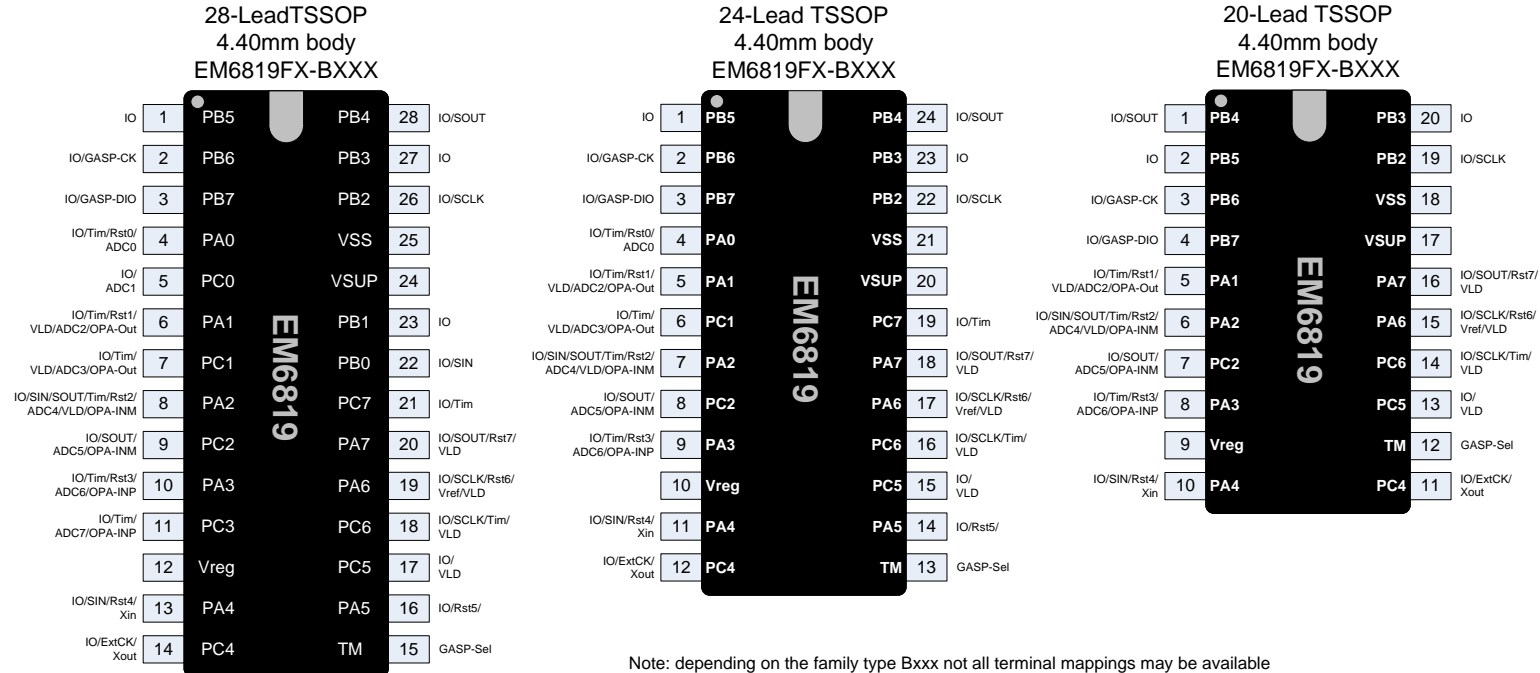 28-LeadTSSOP
4.40mm body
EM6819FX-BXXX
IO 1 PB5 PB4 28 IO/SOUT
IO/GASP-CK 2 PB6 PB3 27 IO
IO/GASP-DIO 3 PB7 PB2 26 IO/SCLK
IO/Tim/Rst0/
ADC0 4 PA0 VSS 25
IO/
ADC1 5 PC0 VSUP 24
IO/Tim/Rst1/
VLD/ADC2/OPA-Out 6 PA1 PB1 23 IO
IO/Tim/
VLD/ADC3/OPA-Out 7 PC1 PB0 22 IO/SIN
IO/SIN/SOUT/Tim/Rst2/
ADC4/VLD/OPA-INM 8 PA2 PC7 21 IO/Tim
IO/SOUT/
ADC5/OPA-INM 9 PC2 PA7 20 IO/SOUT/Rst7/
VLD
IO/Tim/Rst3/
ADC6/OPA-INP 10 PA3 PA6 19 IO/SCLK/Rst6/
Vref/VLD
IO/Tim/
ADC7/OPA-INP 11 PC3 PC6 18 IO/SCLK/Tim/
VLD
12 Vreg PC5 17 IO/
VLD
IO/SIN/Rst4/
Xin 13 PA4 PA5 16 IO/Rst5/
IO/ExtCK/
Xout 14 PC4 TM 15 GASP-Sel
EM6819
24-Lead TSSOP
4.40mm body
EM6819FX-BXXX
IO 1 PB5 PB4 24 IO/SOUT
IO/GASP-CK 2 PB6 PB3 23 IO
IO/GASP-DIO 3 PB7 PB2 22 IO/SCLK
IO/Tim/Rst0/
ADC0 4 PA0 VSS 21
IO/Tim/Rst1/
VLD/ADC2/OPA-Out 5 PA1 VSUP 20
IO/Tim/
VLD/ADC3/OPA-Out 6 PC1 PC7 19 IO/Tim
IO/SIN/SOUT/Tim/Rst2/
ADC4/VLD/OPA-INM 7 PA2 PA7 18 IO/SOUT/Rst7/
VLD
IO/SOUT/
ADC5/OPA-INM 8 PC2 PA6 17 IO/SCLK/Rst6/
Vref/VLD
IO/Tim/Rst3/
ADC6/OPA-INP 9 PA3 PC6 16 IO/SCLK/Tim/
VLD
10 Vreg PC5 15 IO/
VLD
IO/SIN/Rst4/
Xin 11 PA4 PA5 14 IO/Rst5/
IO/ExtCK/
Xout 12 PC4 TM 13 GASP-Sel
EM6819
20-Lead TSSOP
4.40mm body
EM6819FX-BXXX
IO/SOUT 1 PB4 PB3 20 IO
IO 2 PB5 PB2 19 IO/SCLK
IO/GASP-CK 3 PB6 VSS 18
IO/GASP-DIO 4 PB7 VSUP 17
IO/Tim/Rst1/
VLD/ADC2/OPA-Out 5 PA1 PA7 16 IO/SOUT/Rst7/
VLD
IO/SIN/SOUT/Tim/Rst2/
ADC4/VLD/OPA-INM 6 PA2 PA6 15 IO/SCLK/Rst6/
Vref/VLD
IO/SOUT/
ADC5/OPA-INM 7 PC2 PC6 14 IO/SCLK/Tim/
VLD
IO/Tim/Rst3/
ADC6/OPA-INP 8 PA3 PC5 13 IO/
VLD
9 Vreg TM 12 GASP-Sel
IO/SIN/Rst4/
Xin 10 PA4 PC4 11 IO/ExtCK/
Xout
EM6819
Note: depending on the family type Bxxx not all terminal mappings may be available